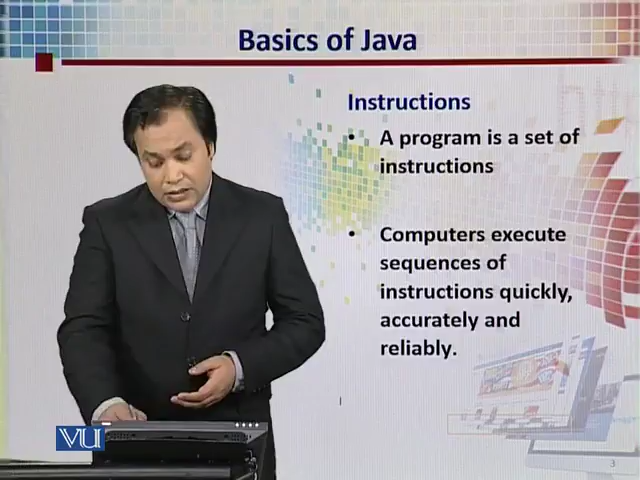 Basics of Java
Instructions
• A program is a set of
instructions
• Computers execute
sequences of
instructions quickly,
accurately and
reliably.
VU
3